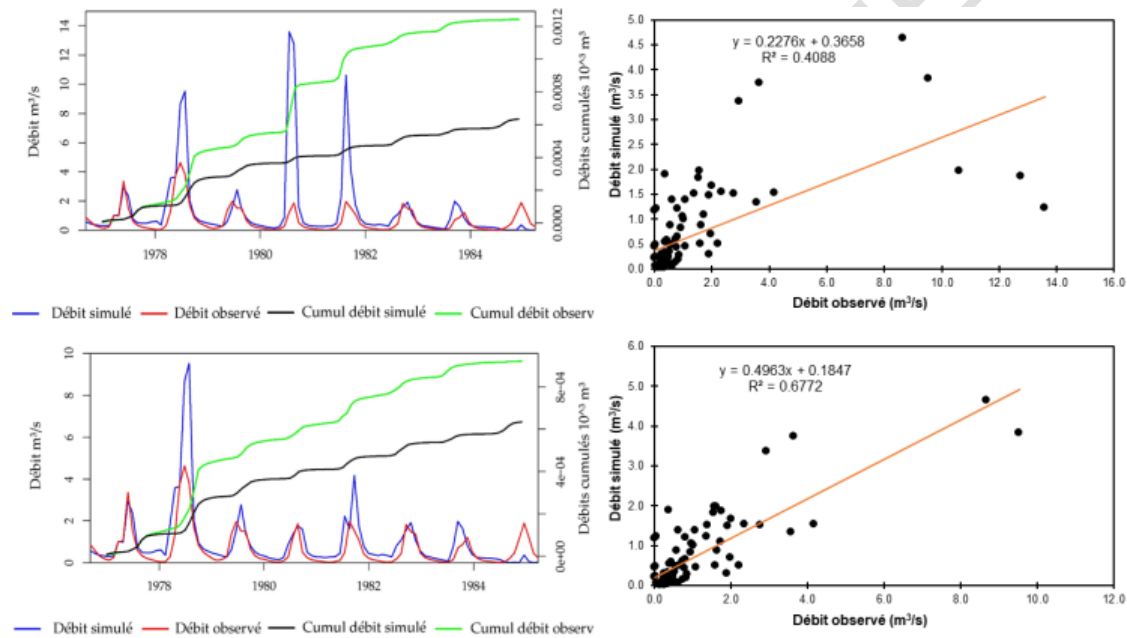 14
12
10
8
6
4
2
0
Débit m³/s
0.0012
0.0008
0.0004
0.0000
Débits cumulés 10^³ m³
1978
1980
1982
1984
Débit simulé
Débit observé
Cumul débit simulé
Cumul débit observ
y = 0.2276x + 0.3658
R² = 0.4088
5.0
4.5
4.0
3.5
3.0
2.5
2.0
1.5
1.0
0.5
0.0
Débit simulé (m³/s)
0.0
2.0
4.0
6.0
8.0
10.0
12.0
14.0
16.0
Débit observé (m³/s)
10
8
6
4
2
0
Débit m³/s
8e−04
4e−04
0e+00
Débits cumulés 10^³ m³
1978
1980
1982
1984
Débit simulé
Débit observé
Cumul débit simulé
Cumul débit observ
y = 0.4963x + 0.1847
R² = 0.6772
6.0
5.0
4.0
3.0
2.0
1.0
0.0
Débit simulé (m³/s)
0.0
2.0
4.0
6.0
8.0
10.0
12.0
Débit observé (m³/s)